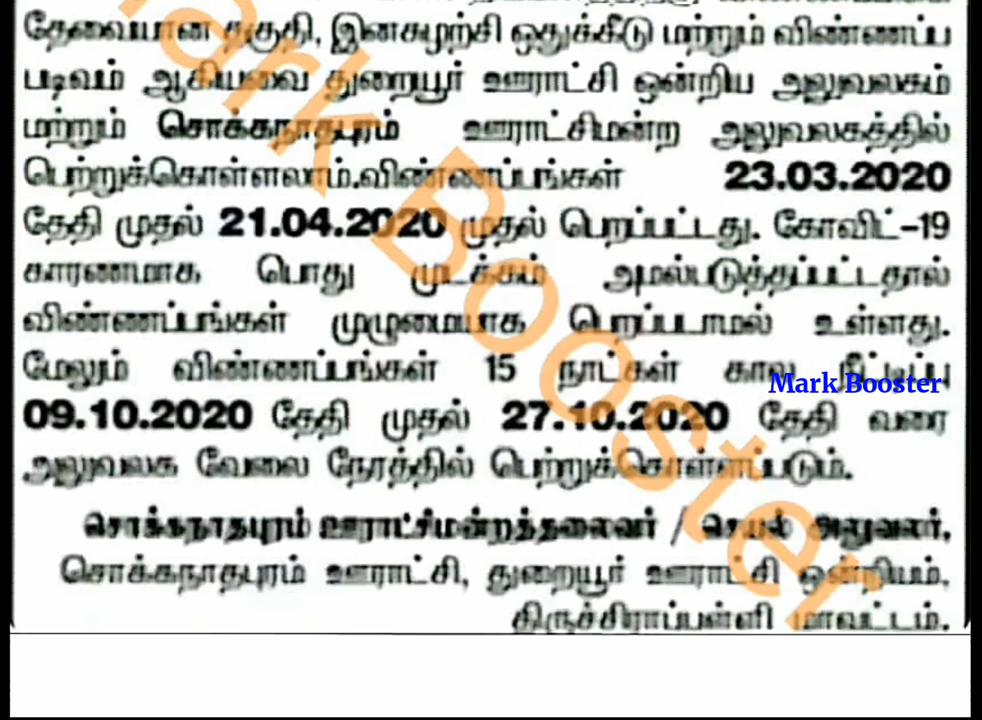 தேவையான தகுதி, இனசுழற்சி ஒதுக்கீடு மற்றும் விண்ணப்ப
படிவம் ஆகியவை துறையூர் ஊராட்சி ஒன்றிய அலுவலகம்
மற்றும் சொக்கநாதபுரம் ஊராட்சிமன்ற அலுவலகத்தில்
பெற்றுக்கொள்ளலாம்.விண்ணப்பங்கள் 23.03.2020
தேதி முதல் 21.04.2020 முதல் பெறப்பட்டது. கோவிட்-19
காரணமாக பொது முடக்கம் அமல்படுத்தப்பட்டதால்
விண்ணப்பங்கள் முழுமையாக பெறப்படாமல் உள்ளது.
மேலும் விண்ணப்பங்கள் 15 நாட்கள் கால நீட்டிப்பு
Mark Booster
09.10.2020 தேதி முதல் 27.10.2020 தேதி வரை
அலுவலக வேலை நேரத்தில் பெற்றுக்கொள்ளப்படும்.
சொக்கநாதபுரம் ஊராட்சிமன்றத்தலைவர் / செயல் அலுவலர்,
சொக்கநாதபுரம் ஊராட்சி, துறையூர் ஊராட்சி ஒன்றியம்,
திருச்சிராப்பள்ளி மாவட்டம்.
ark Booster